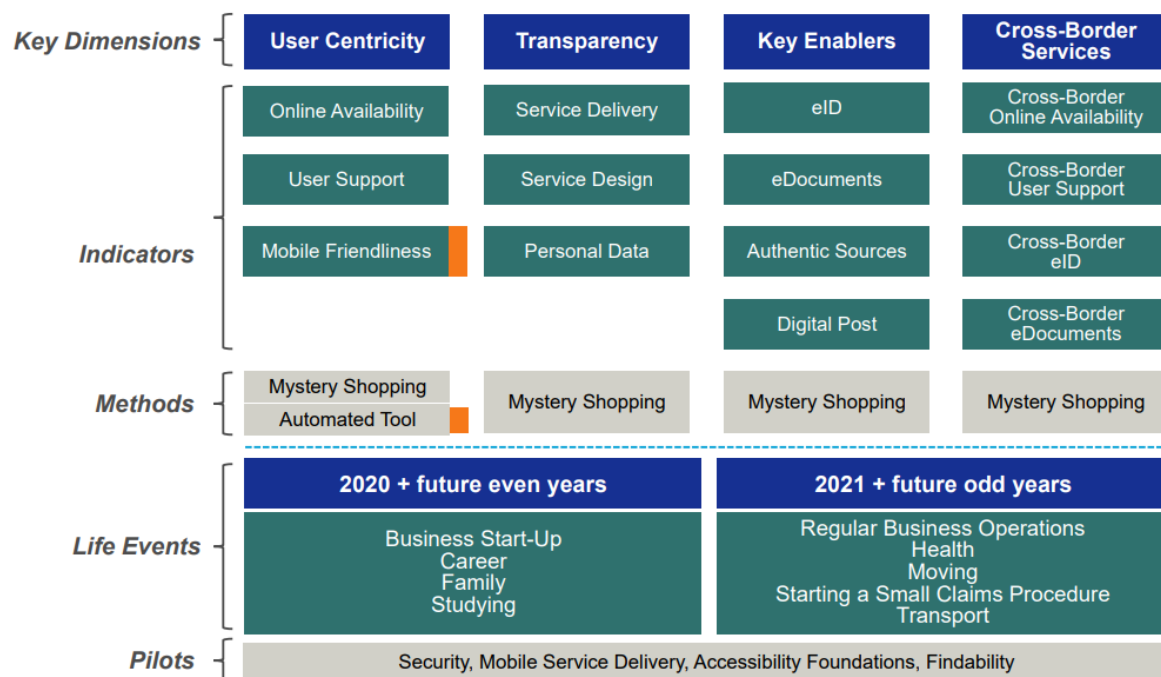 Key Dimensions
User Centricity
Transparency
Key Enablers
Cross-Border
Services
Indicators
Online Availability
Service Delivery
eID
Cross-Border
Online Availability
User Support
Service Design
eDocuments
Cross-Border
User Support
Mobile Friendliness
Personal Data
Authentic Sources
Cross-Border
eID
Digital Post
Cross-Border
eDocuments
Methods
Mystery Shopping
Automated Tool
Mystery Shopping
Mystery Shopping
Mystery Shopping
Life Events
2020 + future even years
2021 + future odd years
Business Start-Up
Career
Family
Studying
Regular Business Operations
Health
Moving
Starting a Small Claims Procedure
Transport
Pilots
Security, Mobile Service Delivery, Accessibility Foundations, Findability